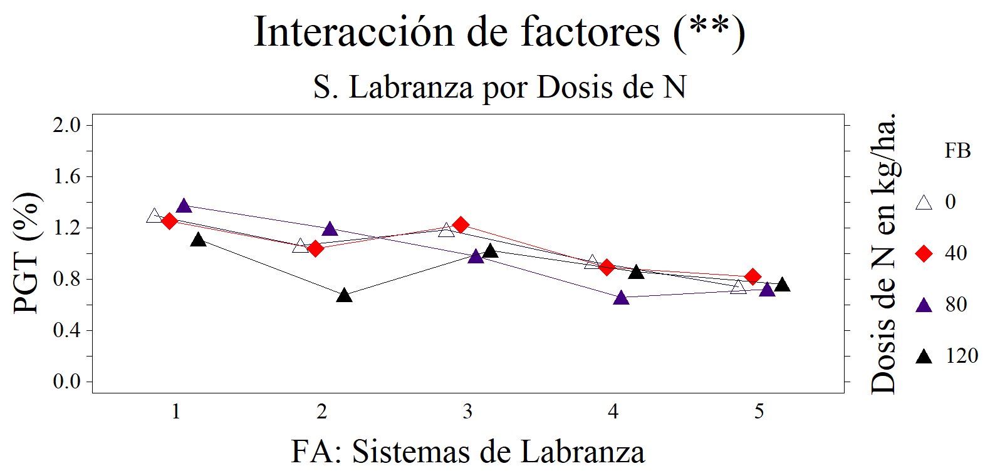 Interacción de factores (**)
S. Labranza por Dosis de N
PGT (%)
2.0
1.6
1.2
0.8
0.4
0.0
1 2 3 4 5
FA: Sistemas de Labranza
Dosis de N en kg/ha.
FB
0
40
80
120